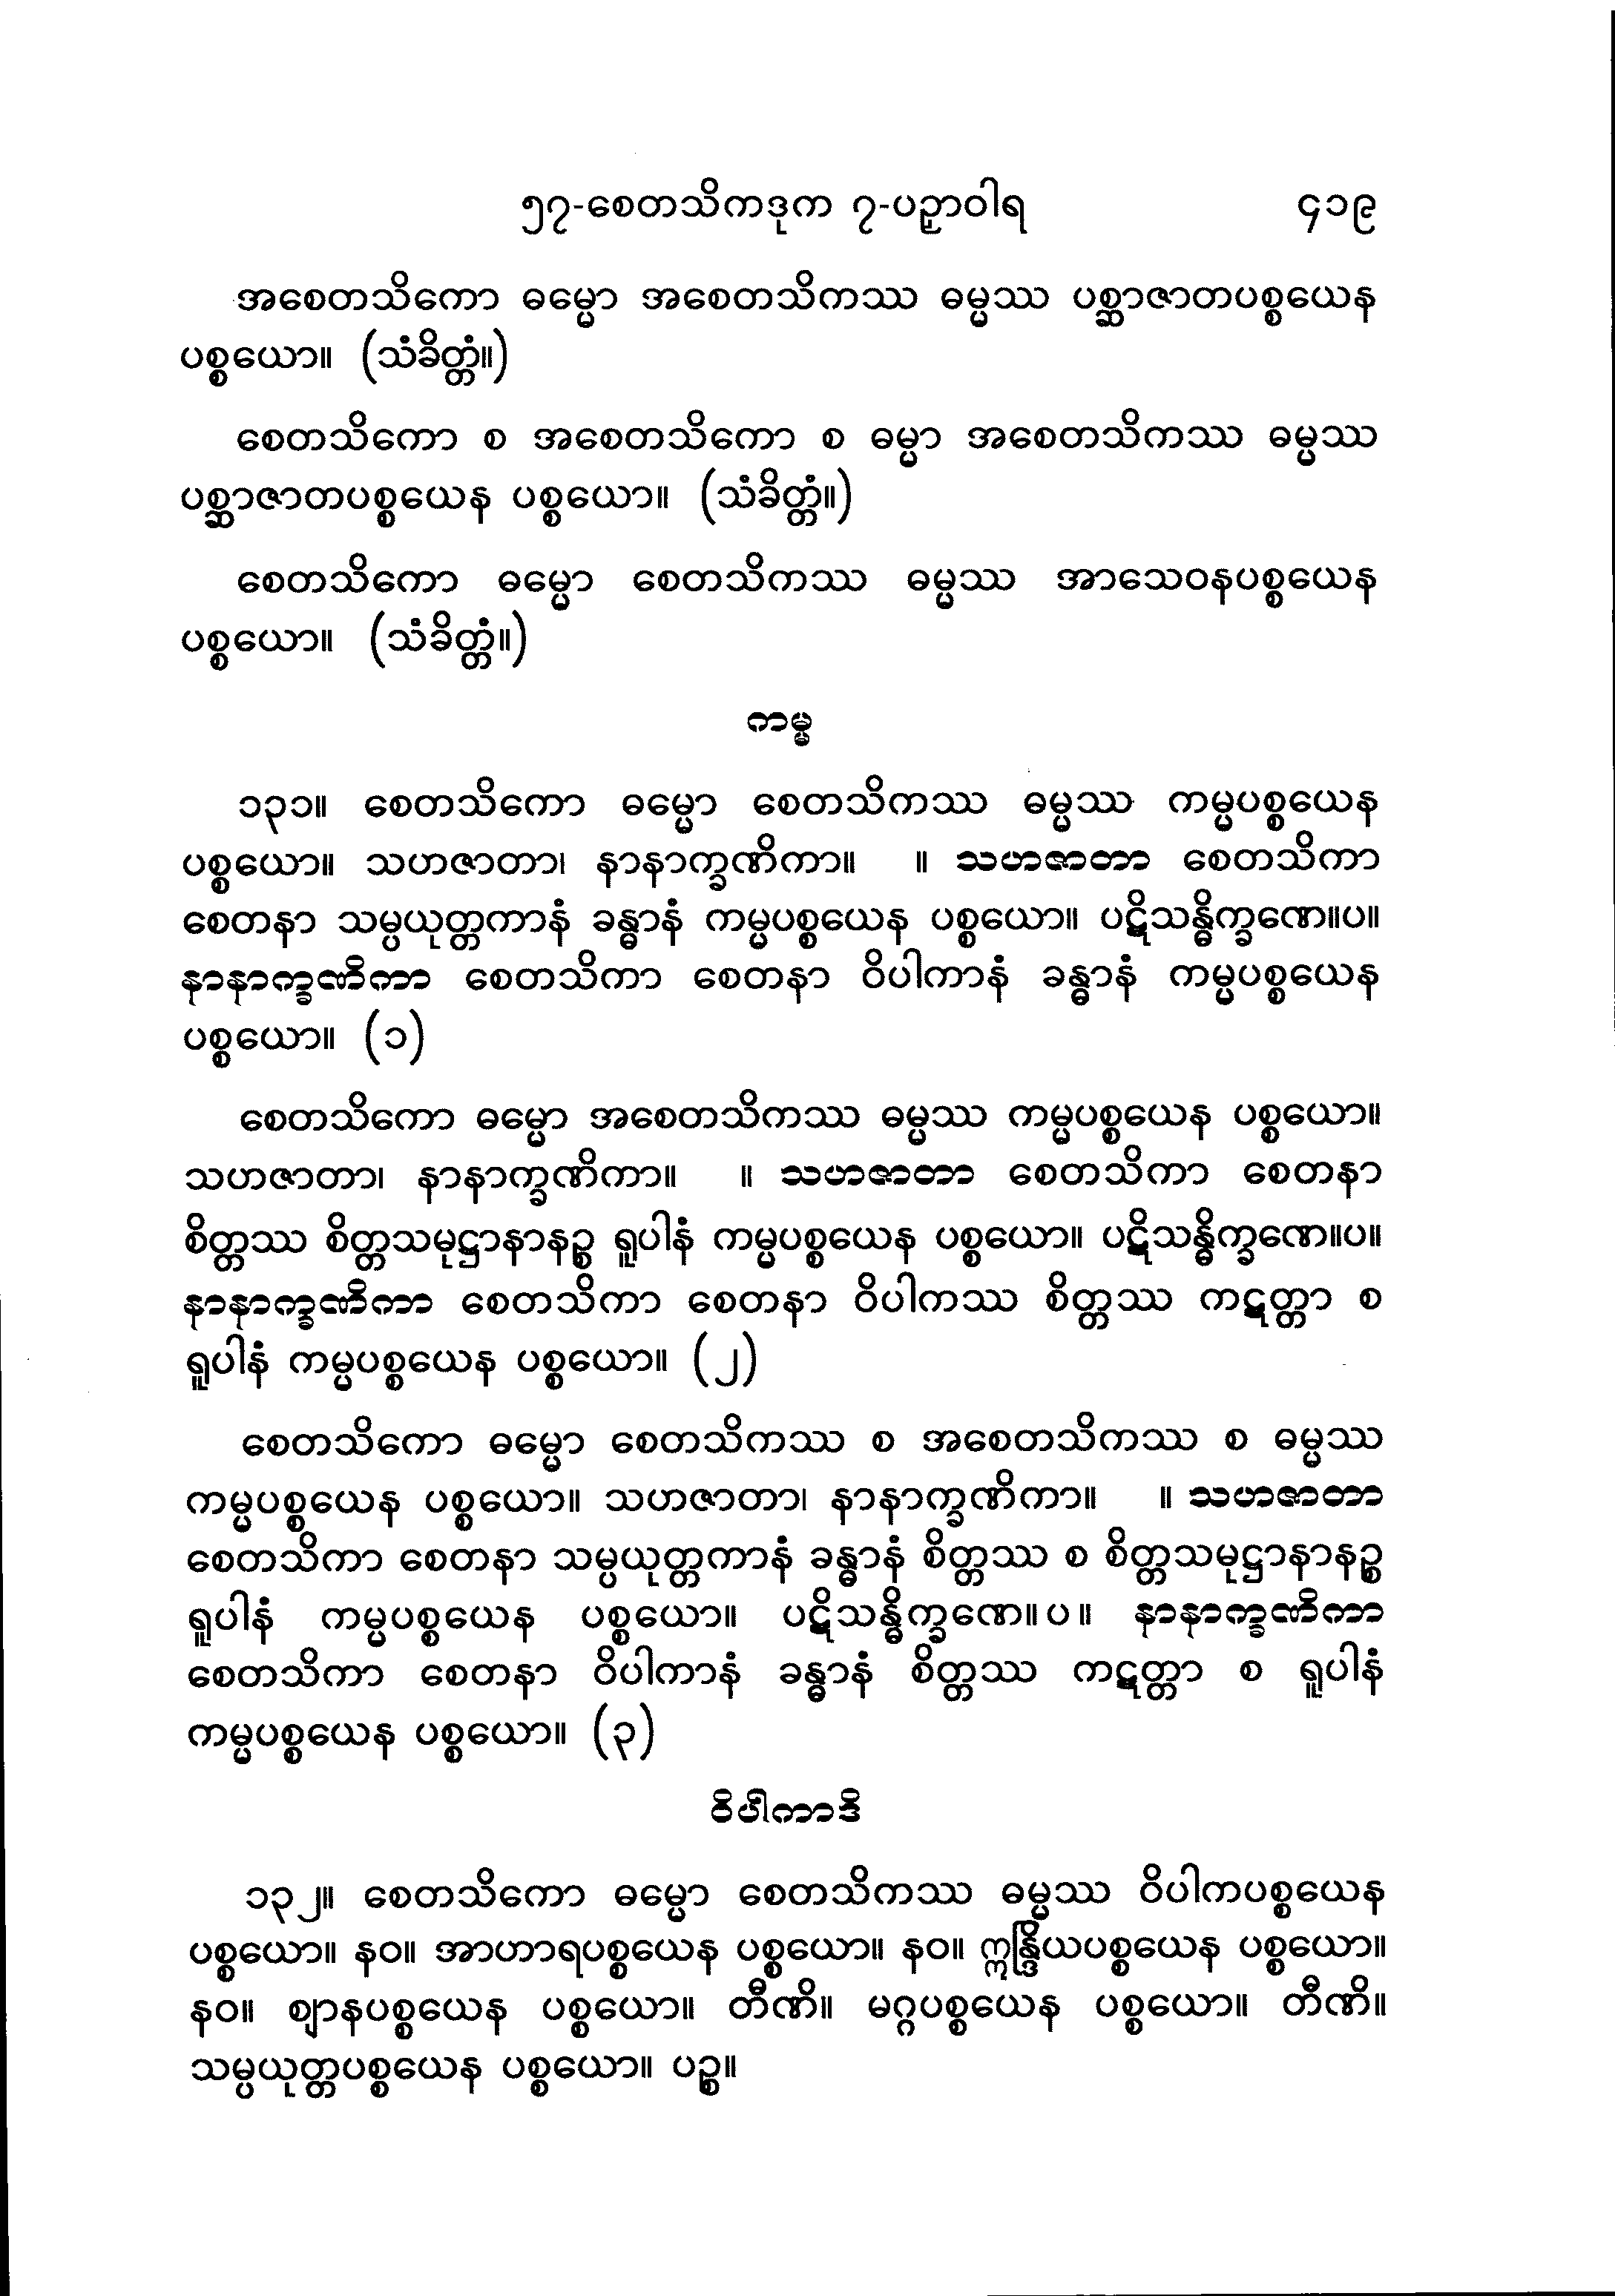 ၅၇-စေတသိကဒုက ၇-ပဉှာဝါရ ၄၁၉
အစေတသိကော ဓမ္မော အစေတသိကဿ ဓမ္မဿ ပစ္ဆာဇာတပစ္စယေန
ပစ္စယော။ (သံခိတ္တံ။)
စေတသိကော စ အစေတသိကော စ ဓမ္မာ အစေတသိကဿ ဓမ္မဿ
ပစ္ဆာဇာတပစ္စယေန ပစ္စယော။ (သံခိတ္တံ။)
စေတသိကော ဓမ္မော စေတသိကဿ ဓမ္မဿ အာသေဝနပစ္စယေန
ပစ္စယော။ (သံခိတ္တံ။)
ကမ္မ
၁၃၁။ စေတသိကော ဓမ္မော စေတသိကဿ ဓမ္မဿ ကမ္မပစ္စယေန
ပစ္စယော။ သဟဇာတာ၊ နာနာက္ခဏိကာ။ ။ သဟဇာတာ စေတသိကာ
စေတနာ သမ္ပယုတ္တကာနံ ခန္ဓာနံ ကမ္မပစ္စယေန ပစ္စယော။ ပဋိသန္ဓိက္ခဏေ။ပ။
နာနာက္ခဏိကာ စေတသိကာ စေတနာ ဝိပါကာနံ ခန္ဓာနံ ကမ္မပစ္စယေန
ပစ္စယော။ (၁)
စေတသိကော ဓမ္မော အစေတသိကဿ ဓမ္မဿ ကမ္မပစ္စယေန ပစ္စယော။
သဟဇာတာ၊ နာနာက္ခဏိကာ။ ။ သဟဇာတာ စေတသိကာ စေတနာ
စိတ္တဿ စိတ္တသမုဋ္ဌာနာနဉ္စ ရူပါနံ ကမ္မပစ္စယေန ပစ္စယော။ ပဋိသန္ဓိက္ခဏေ။ပ။
နာနာက္ခဏိကာ စေတသိကာ စေတနာ ဝိပါကဿ စိတ္တဿ ကဋတ္တာ စ
ရူပါနံ ကမ္မပစ္စယေန ပစ္စယော။ (၂)
စေတသိကော ဓမ္မော စေတသိကဿ စ အစေတသိကဿ စ ဓမ္မဿ
ကမ္မပစ္စယေန ပစ္စယော။ သဟဇာတာ၊ နာနာက္ခဏိကာ။ ။ သဟဇာတာ
စေတသိကာ စေတနာ သမ္ပယုတ္တကာနံ ခန္ဓာနံ စိတ္တဿ စ စိတ္တသမုဋ္ဌာနာနဉ္စ
ရူပါနံ ကမ္မပစ္စယေန ပစ္စယော။ ပဋိသန္ဓိက္ခဏေ။ပ။ နာနာက္ခဏိကာ
စေတသိကာ စေတနာ ဝိပါကာနံ ခန္ဓာနံ စိတ္တဿ ကဋတ္တာ စ ရူပါနံ
ကမ္မပစ္စယေန ပစ္စယော။ (၃)
ဝိပါကာဒိ
၁၃၂။ စေတသိကော ဓမ္မော စေတသိကဿ ဓမ္မဿ ဝိပါကပစ္စယေန
ပစ္စယော။ နဝ။ အာဟာရပစ္စယေန ပစ္စယော။ နဝ။ ဣန္ဒြိယပစ္စယေန ပစ္စယော။
နဝ။ ဈာနပစ္စယေန ပစ္စယော။ တီဏိ။ မဂ္ဂပစ္စယေန ပစ္စယော။ တီဏိ။
သမ္ပယုတ္တပစ္စယေန ပစ္စယော။ ပဉ္စ။